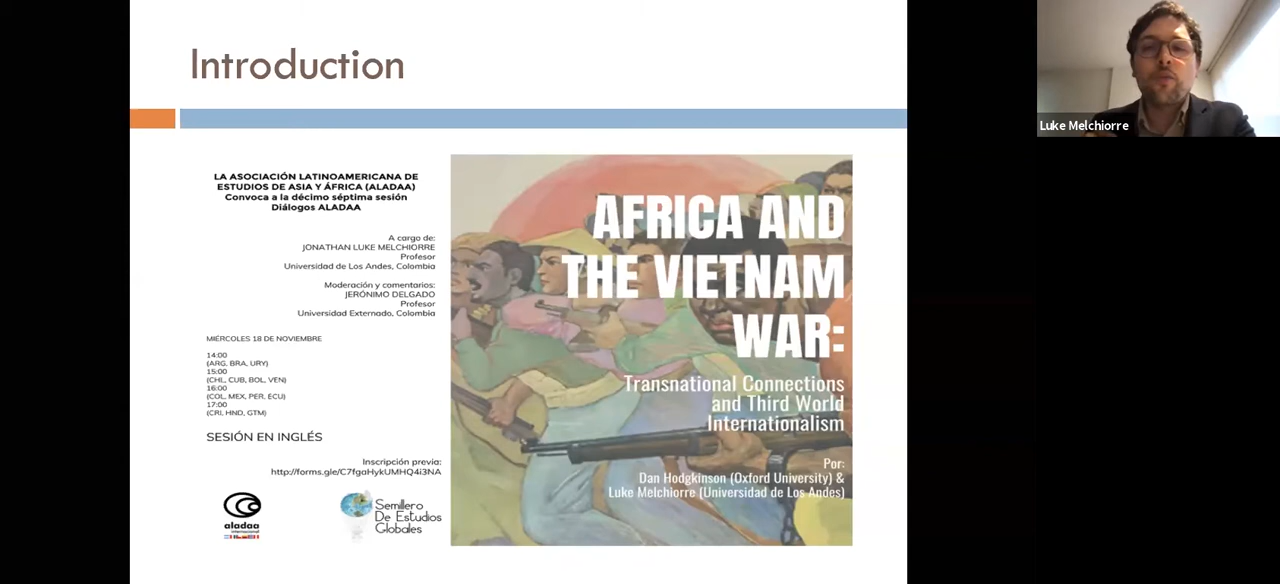 Introduction
LA ASOCIACIÓN LATINOAMERICANA DE
ESTUDIOS DE ASIA Y ÁFRICA (ALADAA)
Convoca a la décimo séptima sesión
Diálogos ALADAA
A cargo de:
JONATHAN LUKE MELCHIORRE
Profesor
Universidad de Los Andes, Colombia
Moderación y comentarios:
JERÓNIMO DELGADO
Profesor
Universidad Externado, Colombia
MIÉRCOLES 18 DE NOVIEMBRE
14:00
(ARG, BRA, URY)
15:00
(CHL, CUB, BOL, VEN)
16:00
(COL, MEX, PER, ECU)
17:00
(CRI, HND, GTM)
SESIÓN EN INGLÉS
Inscripción previa:
http://forms.gle/C7fgaHykUMHQ4i3NA
aladaa
internacional
Semillero
De Estudios
Globales
AFRICA AND
THE VIETNAM
WAR:
Transnational Connections
and Third World
Internationalism
Por:
Dan Hodgkinson (Oxford University) &
Luke Melchiorre (Universidad de Los Andes)
Luke Melchiorre